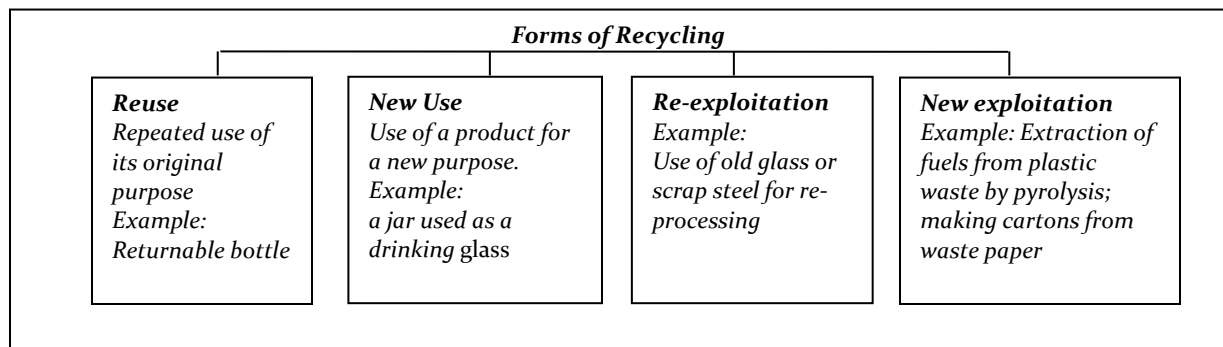 Forms of Recycling
Reuse
Repeated use of
its original
purpose
Example:
Returnable bottle
New Use
Use of a product for
a new purpose.
Example:
a jar used as a
drinking glass
Re-exploitation
Example:
Use of old glass or
scrap steel for re-
processing
New exploitation
Example: Extraction of
fuels from plastic
waste by pyrolysis;
making cartons from
waste paper